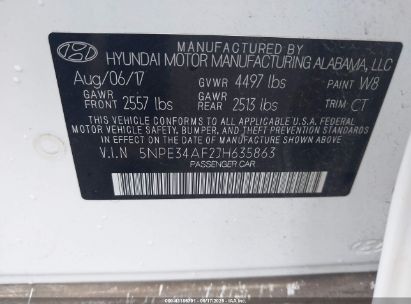 HYUNDAI MOTOR MANUFACTURING ALABAMA, LLC
Aug/06/17 GVWR 4497 lbs PAINT W8
GAWR FRONT 2557 lbs GAWR REAR 2513 lbs TRIM CT
THIS VEHICLE CONFORMS TO ALL APPLICABLE U.S.A. FEDERAL
MOTOR VEHICLE SAFETY, BUMPER, AND THEFT PREVENTION STANDARDS
IN EFFECT ON THE DATE OF MANUFACTURE SHOWN ABOVE.
V.I.N 5NPE34AF2JH635863
PASSENGER CAR